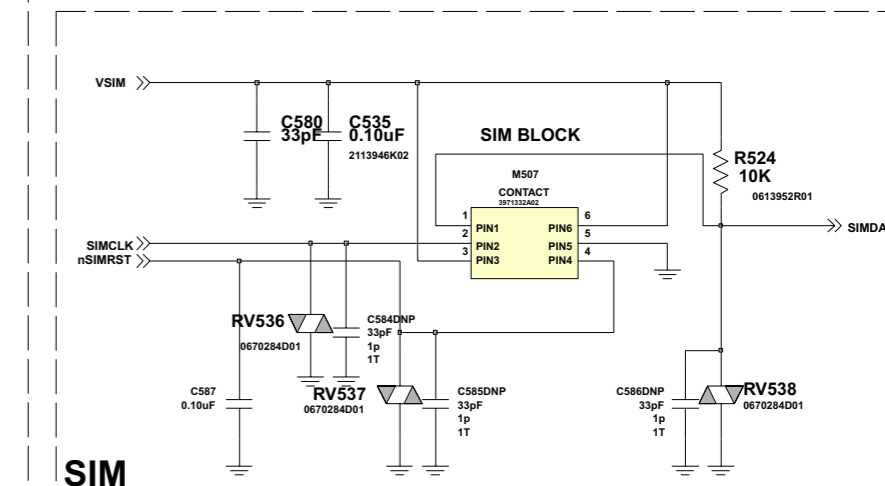 VSIM
C580
33pF
C535
0.10uF
2113946K02
SIM BLOCK
M507
CONTACT
3971332A02
R524
10K
0613952R01
1
PIN1
PIN6
6
2
PIN2
PIN5
5
3
PIN3
PIN4
4
SIMCLK
nSIMRST
SIMDA
RV536
0670284D01
C584DNP
33pF
1p
1T
C587
0.10uF
RV537
0670284D01
C585DNP
33pF
1p
1T
C586DNP
33pF
1p
1T
RV538
0670284D01
SIM